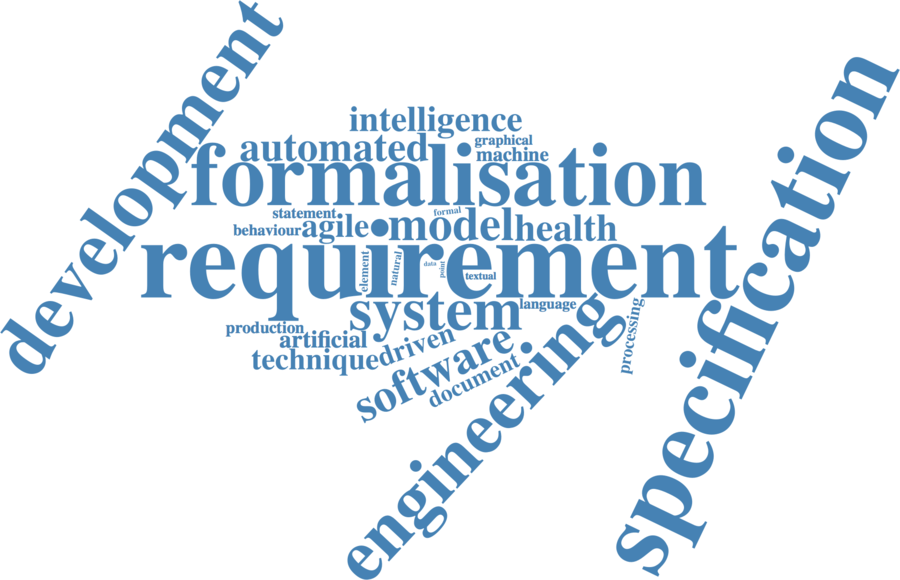 development
specification
intelligence
graphical
automated
machine
formalisation
statement
formal
behaviour
agile
•
model
health
requirement
element
natural
data
point
textual
system
language
processing
production
artificial
technique
driven
software
document
engineering